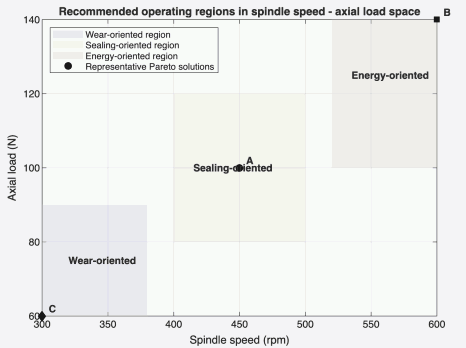 Recommended operating regions in spindle speed - axial load space
B
140
Wear-oriented region
Sealing-oriented region
Energy-oriented region
Representative Pareto solutions
Energy-oriented
120
Axial load (N)
A
100
Sealing-oriented
80
Wear-oriented
C
60
300
350
400
450
500
550
600
Spindle speed (rpm)